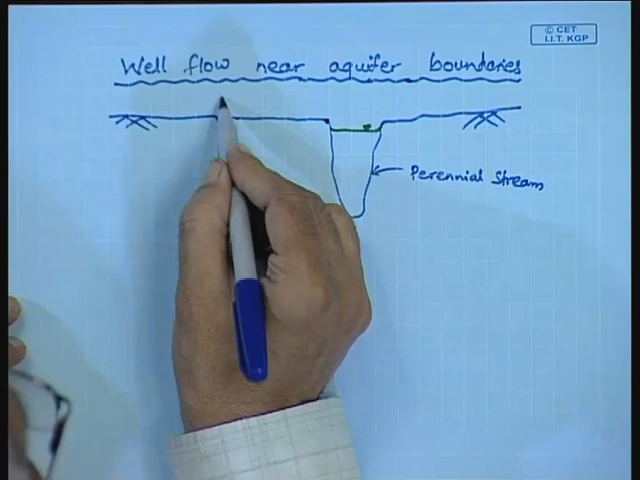 © CET
I.I.T. KGP
Well flow near aquifer boundaries
Perennial Stream